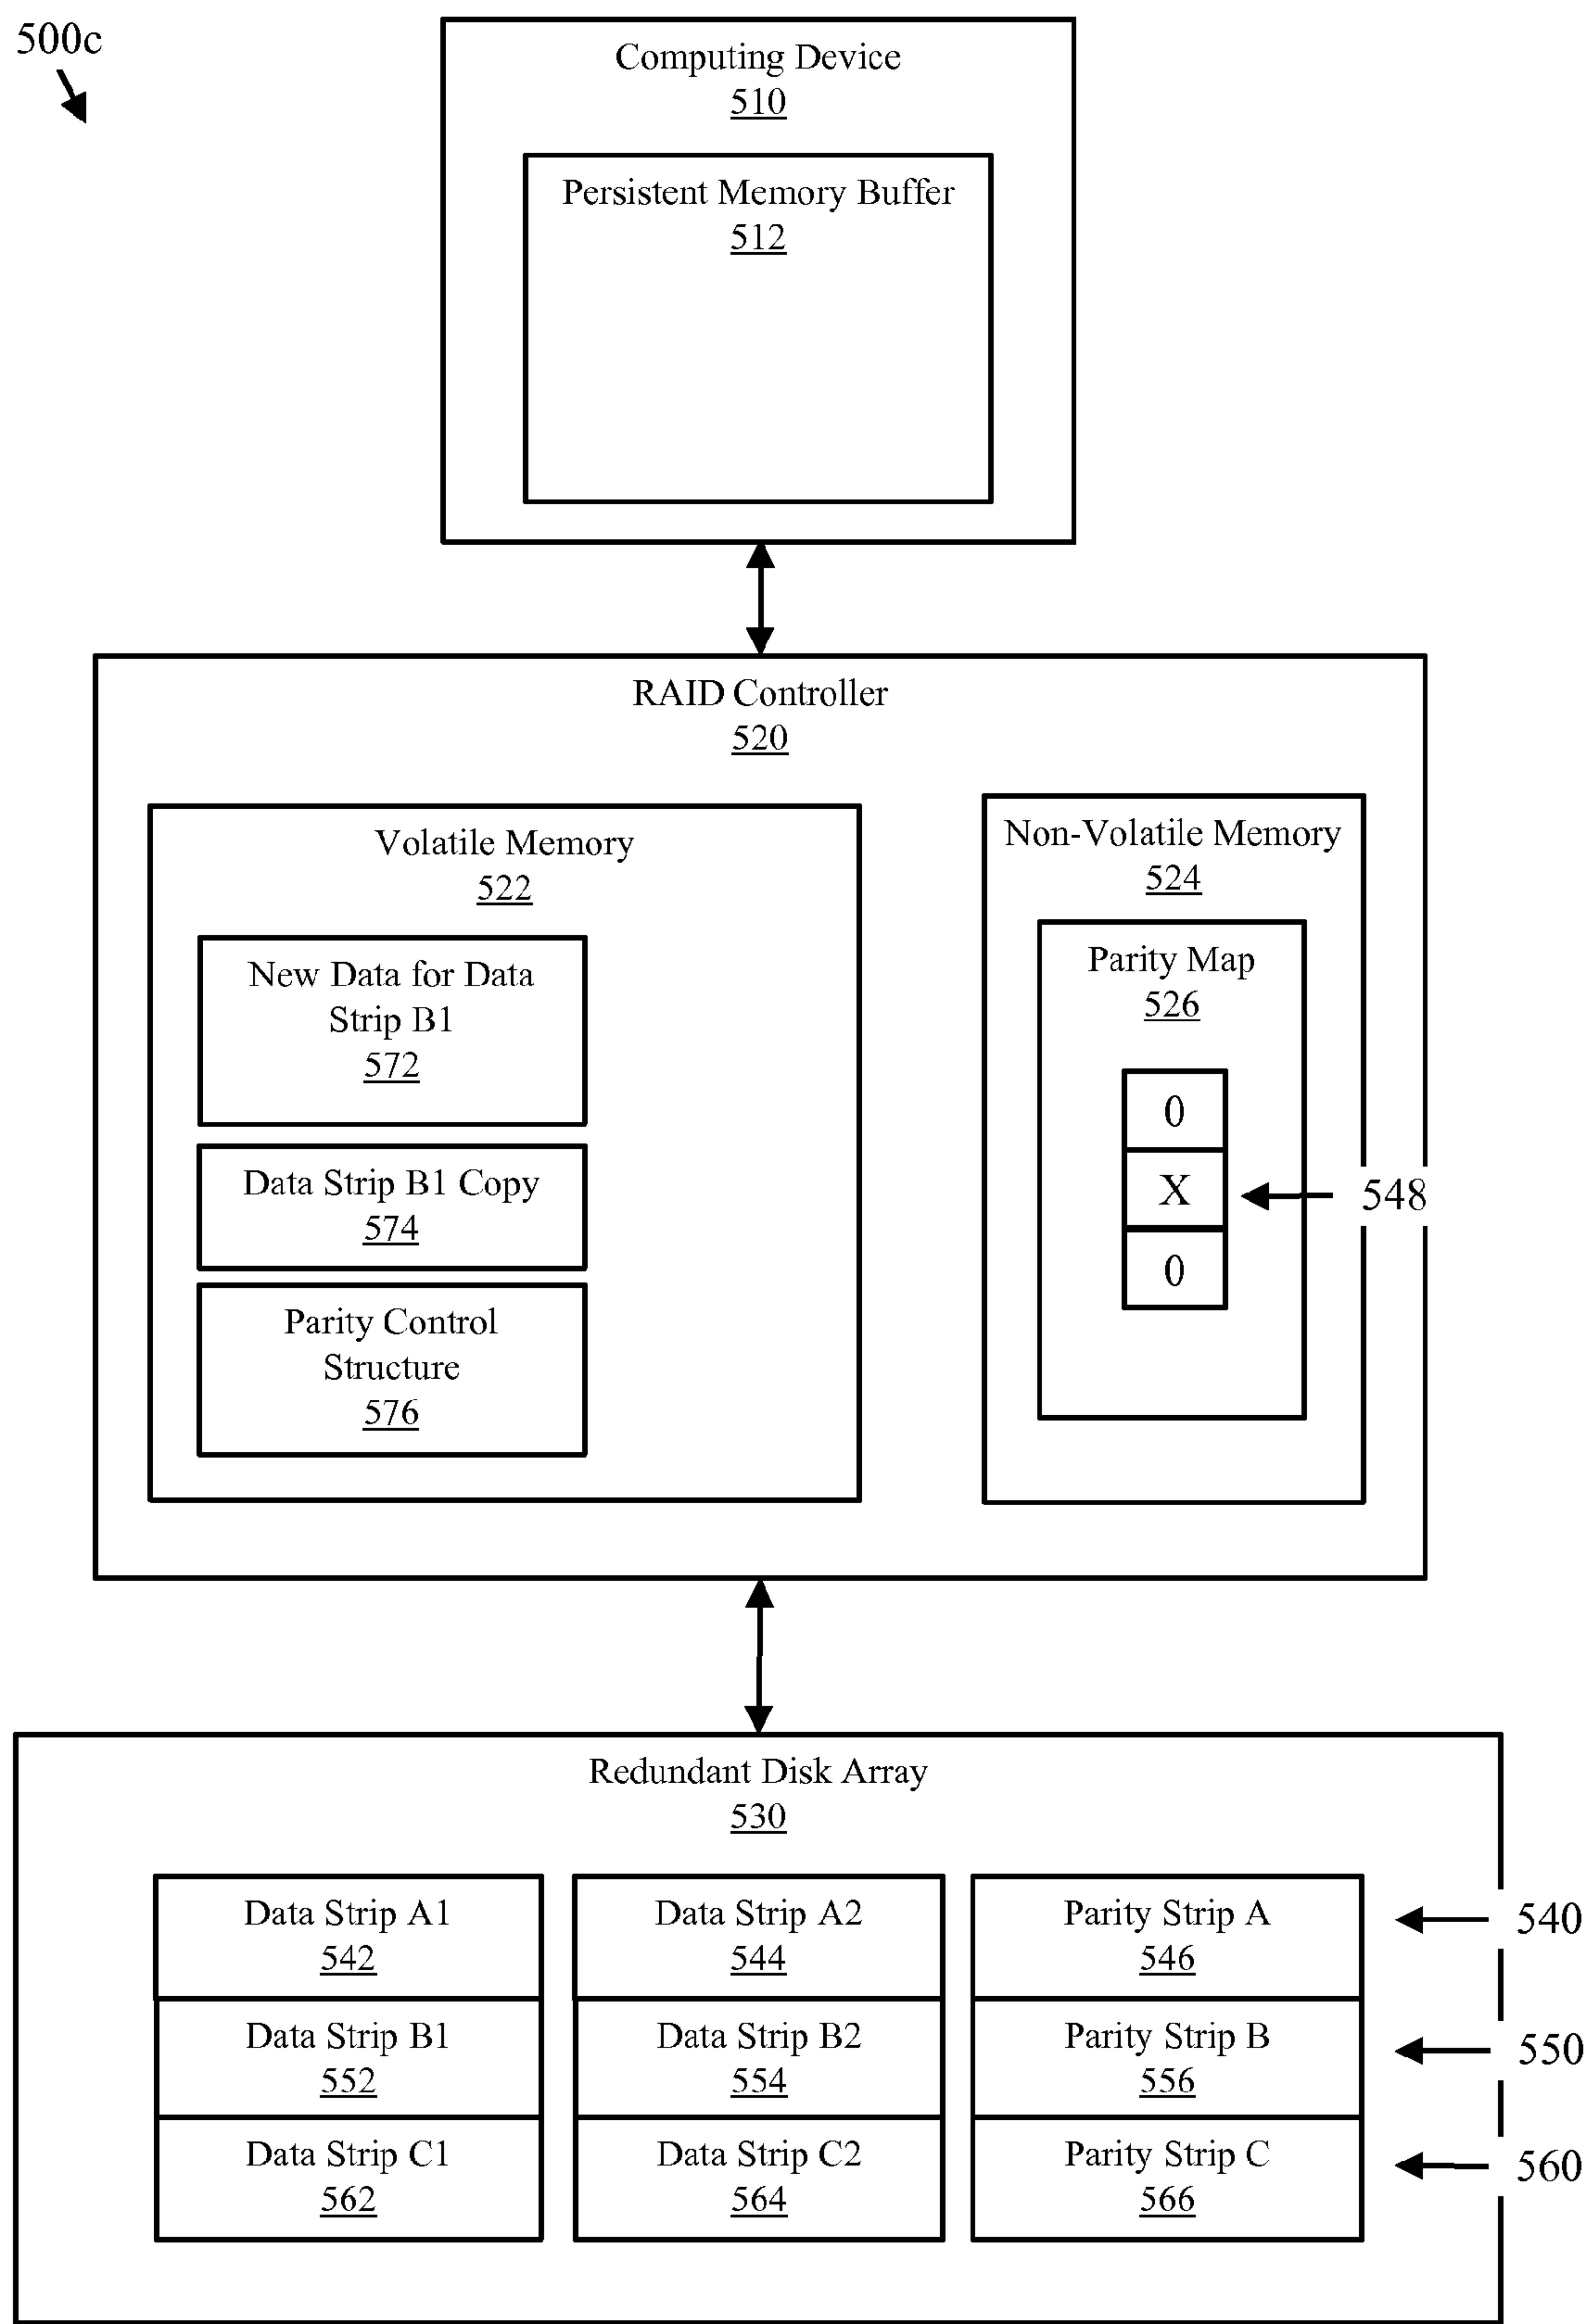 500c
Computing Device
510
Persistent Memory Buffer
512
RAID Controller
520
Volatile Memory
522
New Data for Data
Strip B1
572
Data Strip B1 Copy
574
Parity Control
Structure
576
Non-Volatile Memory
524
Parity Map
526
0
X
548
0
Redundant Disk Array
530
Data Strip A1
542
Data Strip A2
544
Parity Strip A
546
540
Data Strip B1
552
Data Strip B2
554
Parity Strip B
556
550
Data Strip C1
562
Data Strip C2
564
Parity Strip C
566
560